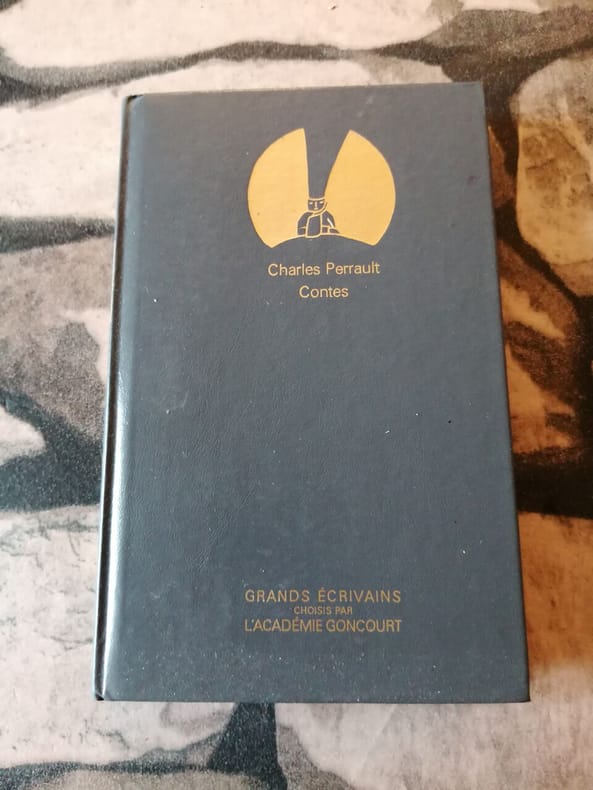 Charles Perrault
Contes
GRANDS ÉCRIVAINS
CHOISIS PAR
L'ACADÉMIE GONCOURT